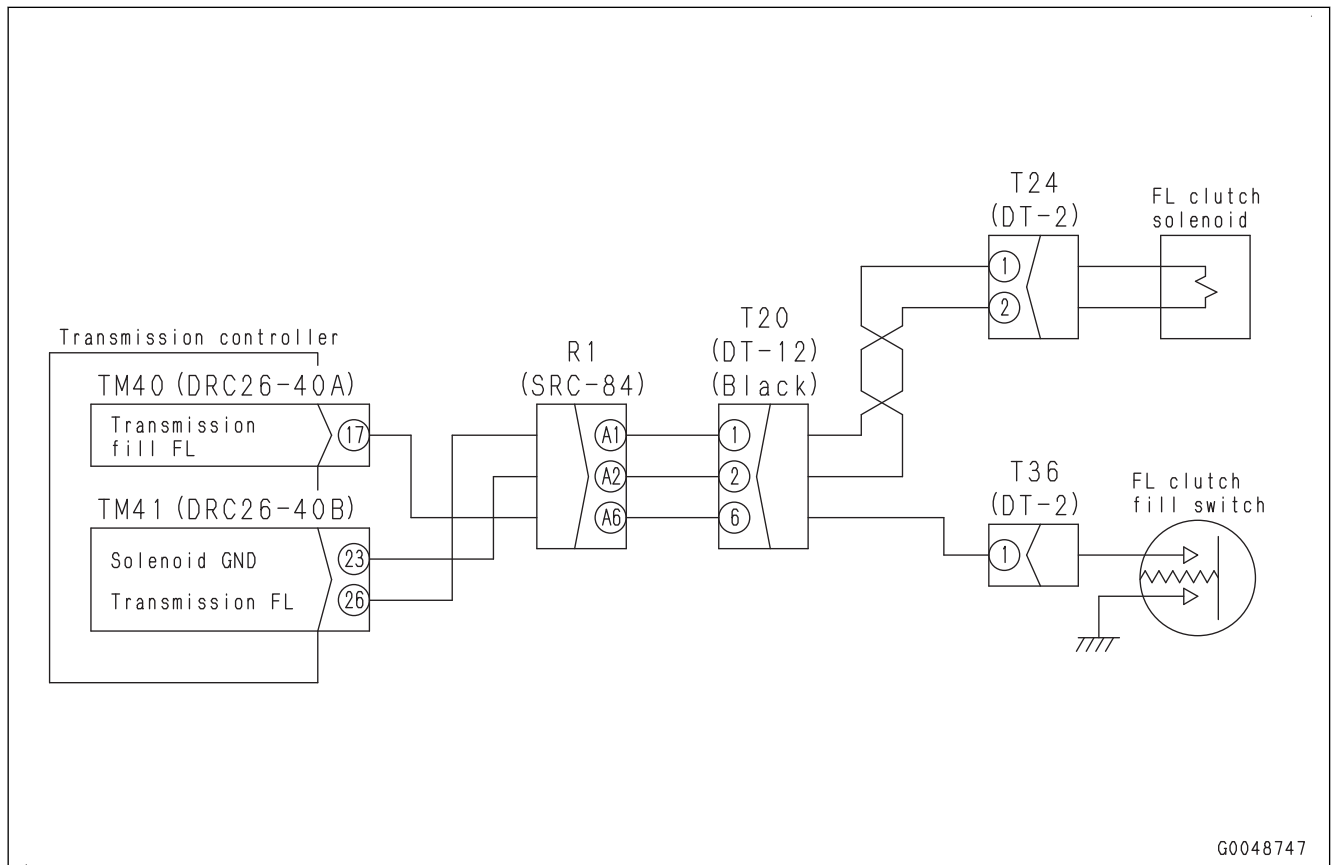 Transmission controller
TM40 (DRC26-40A)
Transmission
fill FL
17
TM41 (DRC26-40B)
Solenoid GND
23
Transmission FL
26
R1
(SRC-84)
A1
A2
A6
T20
(DT-12)
(Black)
1
2
6
T24
(DT-2)
1
2
FL clutch
solenoid
T36
(DT-2)
1
FL clutch
fill switch
G0048747